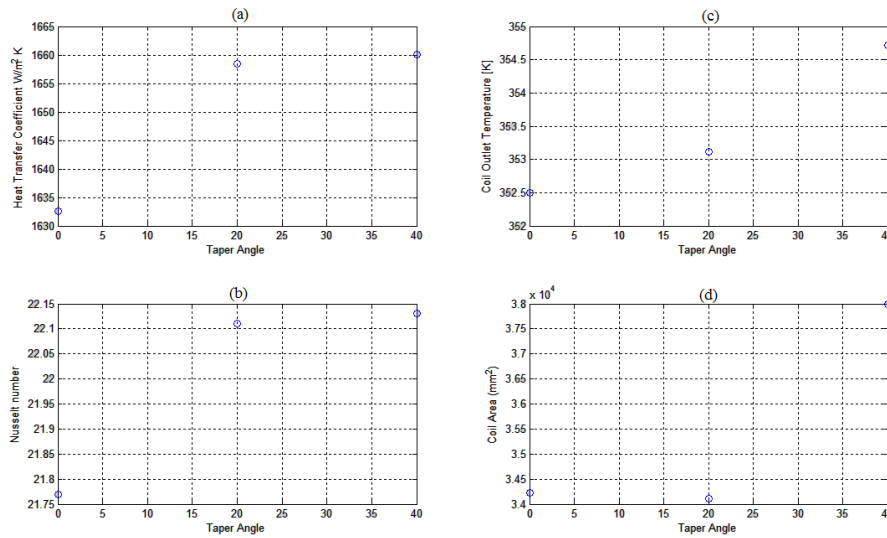 (a)
1665
1660
1655
1650
1645
1640
1635
1630
0 5 10 15 20 25 30 35 40
Heat Transfer Coefficient W/m² K
Taper Angle
(c)
355
354.5
354
353.5
353
352.5
352
0 5 10 15 20 25 30 35 40
Coil Outlet Temperature [K]
Taper Angle
(b)
22.15
22.1
22.05
22
21.95
21.9
21.85
21.8
21.75
0 5 10 15 20 25 30 35 40
Nusselt number
Taper Angle
(d)
x 10⁴
3.8
3.75
3.7
3.65
3.6
3.55
3.5
3.45
3.4
0 5 10 15 20 25 30 35 40
Coil Area (mm²)
Taper Angle